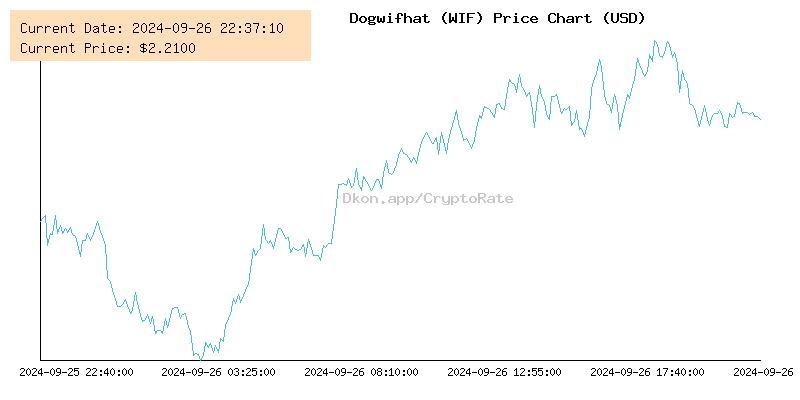 Dogwifhat (WIF) Price Chart (USD)
Current Date: 2024-09-26 22:37:10
Current Price: $2.2100
Dkon.app/CryptoRate
2024-09-25 22:40:00 2024-09-26 03:25:00 2024-09-26 08:10:00 2024-09-26 12:55:00 2024-09-26 17:40:00 2024-09-26